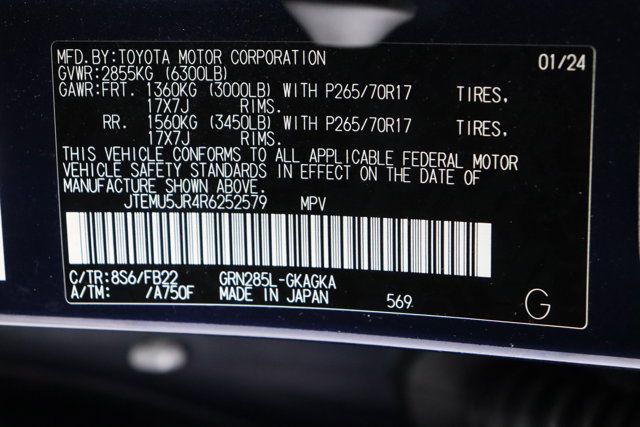 MFD.BY:TOYOTA MOTOR CORPORATION 01/24
GVWR:2855KG (6300LB)
GAWR:FRT. 1360KG (3000LB) WITH P265/70R17 TIRES,
17X7J RIMS.
RR. 1560KG (3450LB) WITH P265/70R17 TIRES,
17X7J RIMS.
THIS VEHICLE CONFORMS TO ALL APPLICABLE FEDERAL MOTOR
VEHICLE SAFETY STANDARDS IN EFFECT ON THE DATE OF
MANUFACTURE SHOWN ABOVE.
JTEMU5JR4R6252579 MPV
C/TR:8S6/FB22 GRN285L-GKAGKA
A/TM: /A750F MADE IN JAPAN 569
G